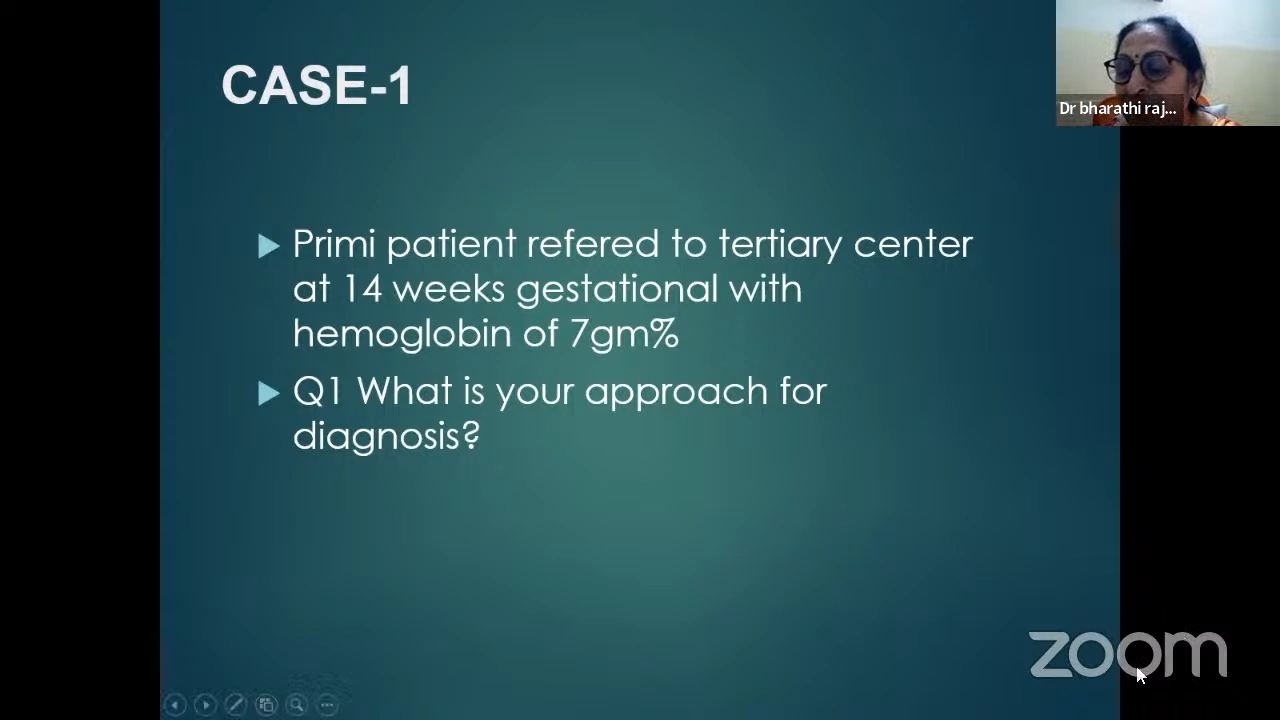 CASE-1
Dr bharathi raj...
Primi patient refered to tertiary center
at 14 weeks gestational with
hemoglobin of 7gm%
Q1 What is your approach for
diagnosis?
zoom